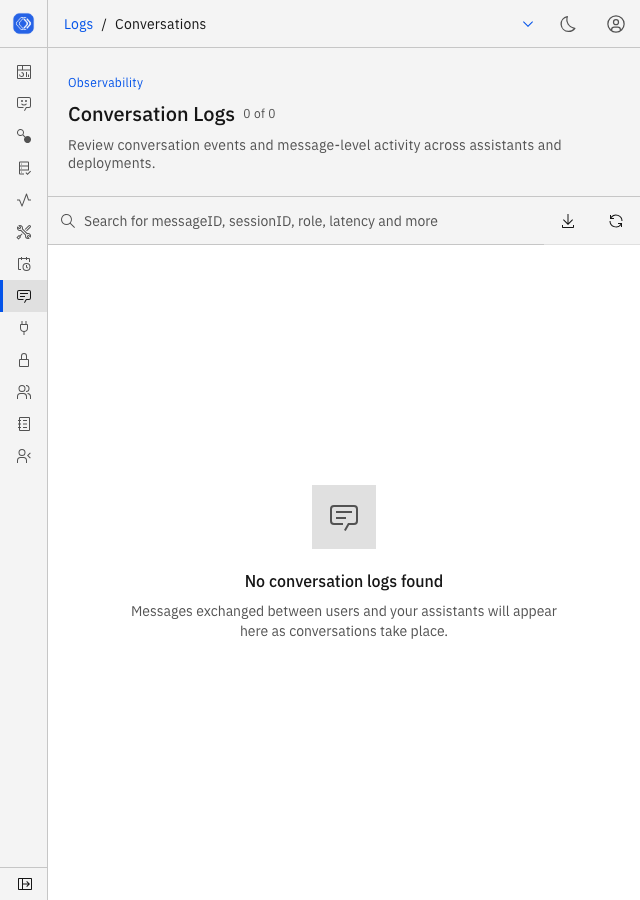 Logs / Conversations
Observability
Conversation Logs 0 of 0
Review conversation events and message-level activity across assistants and
deployments.
Search for messageID, sessionID, role, latency and more
No conversation logs found
Messages exchanged between users and your assistants will appear
here as conversations take place.